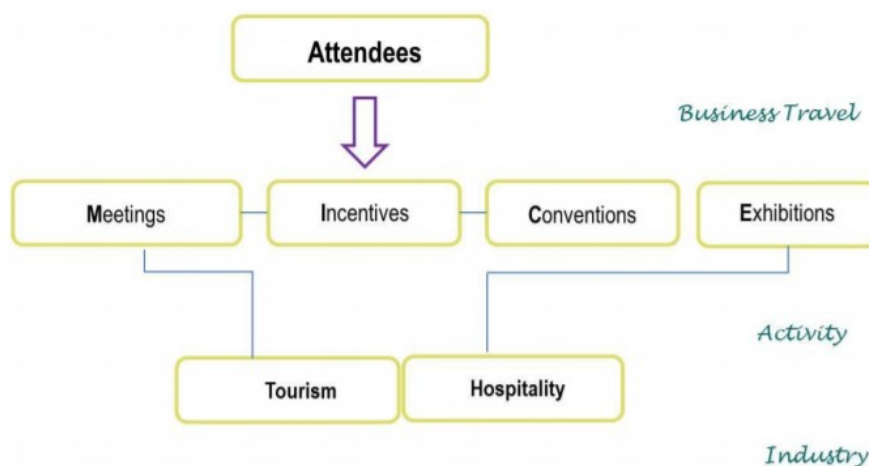 Attendees
Business Travel
Meetings
Incentives
Conventions
Exhibitions
Activity
Tourism
Hospitality
Industry